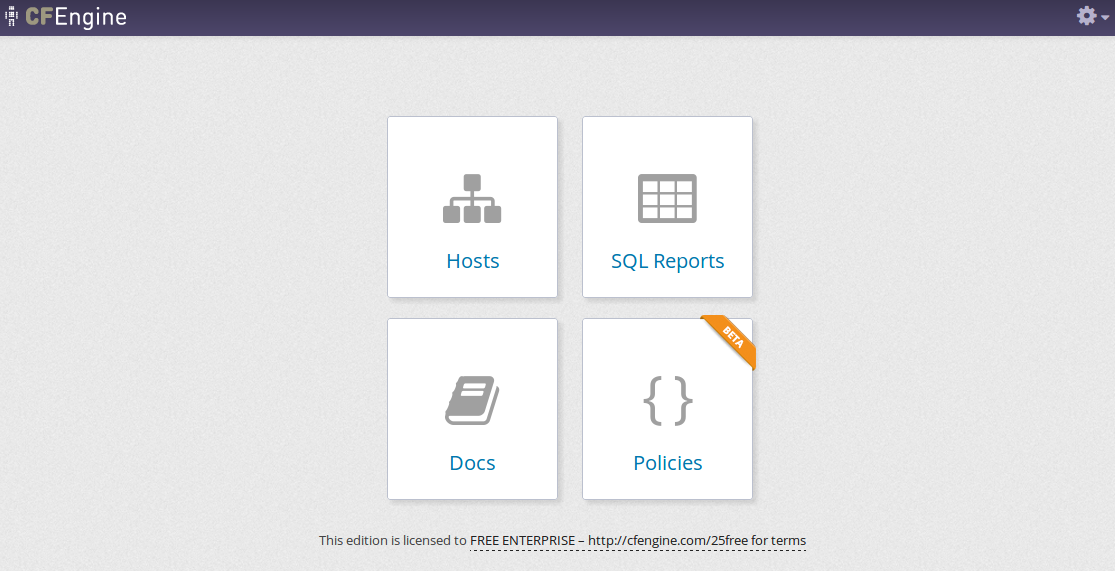 CFEngine
Hosts
SQL Reports
BETA
Docs
{ }
Policies
This edition is licensed to FREE ENTERPRISE – http://cfengine.com/25free for terms